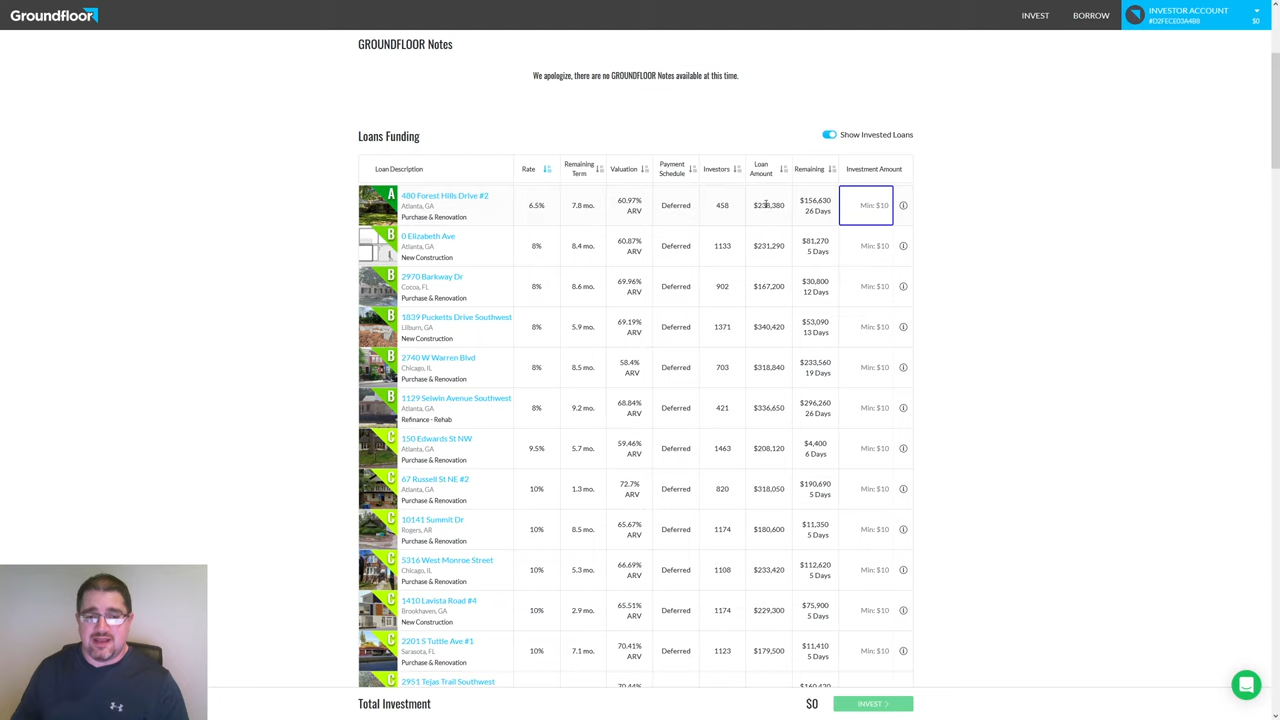 Groundfloor
INVEST
BORROW
INVESTOR ACCOUNT
#D2FECE03A4B8
$0
GROUNDFLOOR Notes
We apologize, there are no GROUNDFLOOR Notes available at this time.
Loans Funding
Show Invested Loans
Loan Description Rate Remaining Term Valuation Payment Schedule Investors Loan Amount Remaining Investment Amount
A 480 Forest Hills Drive #2
Atlanta, GA
Purchase & Renovation
6.5% 7.8 mo. 60.97% ARV Deferred 458 $156,630 26 Days Min: $10
B 0 Elizabeth Ave
Atlanta, GA
New Construction
8% 8.4 mo. 60.87% ARV Deferred 1133 $231,290 $81,270 5 Days Min: $10
B 2970 Barkway Dr
Cocoa, FL
Purchase & Renovation
8% 8.6 mo. 69.96% ARV Deferred 902 $167,200 $30,800 12 Days Min: $10
B 1839 Pucketts Drive Southwest
Lilburn, GA
New Construction
8% 5.9 mo. 69.19% ARV Deferred 1371 $340,420 $53,090 13 Days Min: $10
B 2740 W Warren Blvd
Chicago, IL
Purchase & Renovation
8% 8.5 mo. 58.4% ARV Deferred 703 $318,840 $233,560 19 Days Min: $10
B 1129 Selwin Avenue Southwest
Atlanta, GA
Refinance - Rehab
8% 9.2 mo. 68.84% ARV Deferred 421 $336,650 $296,260 26 Days Min: $10
C 150 Edwards St NW
Atlanta, GA
Purchase & Renovation
9.5% 5.7 mo. 59.46% ARV Deferred 1463 $208,120 $4,400 6 Days Min: $10
C 67 Russell St NE #2
Atlanta, GA
Purchase & Renovation
10% 1.3 mo. 72.7% ARV Deferred 820 $318,050 $170,690 5 Days Min: $10
C 10141 Summit Dr
Rogers, AR
Purchase & Renovation
10% 8.5 mo. 65.67% ARV Deferred 1174 $180,600 $11,350 5 Days Min: $10
C 5316 West Monroe Street
Chicago, IL
Purchase & Renovation
10% 5.3 mo. 66.69% ARV Deferred 1108 $233,420 $112,620 5 Days Min: $10
C 1410 Lavista Road #4
Brookhaven, GA
New Construction
10% 2.9 mo. 65.51% ARV Deferred 1174 $229,300 $75,900 5 Days Min: $10
C 2201 S Tuttle Ave #1
Sarasota, FL
Purchase & Renovation
10% 7.1 mo. 70.41% ARV Deferred 1123 $179,500 $11,410 5 Days Min: $10
C 2951 Tejas Trail Southwest
Total Investment
$0
INVEST